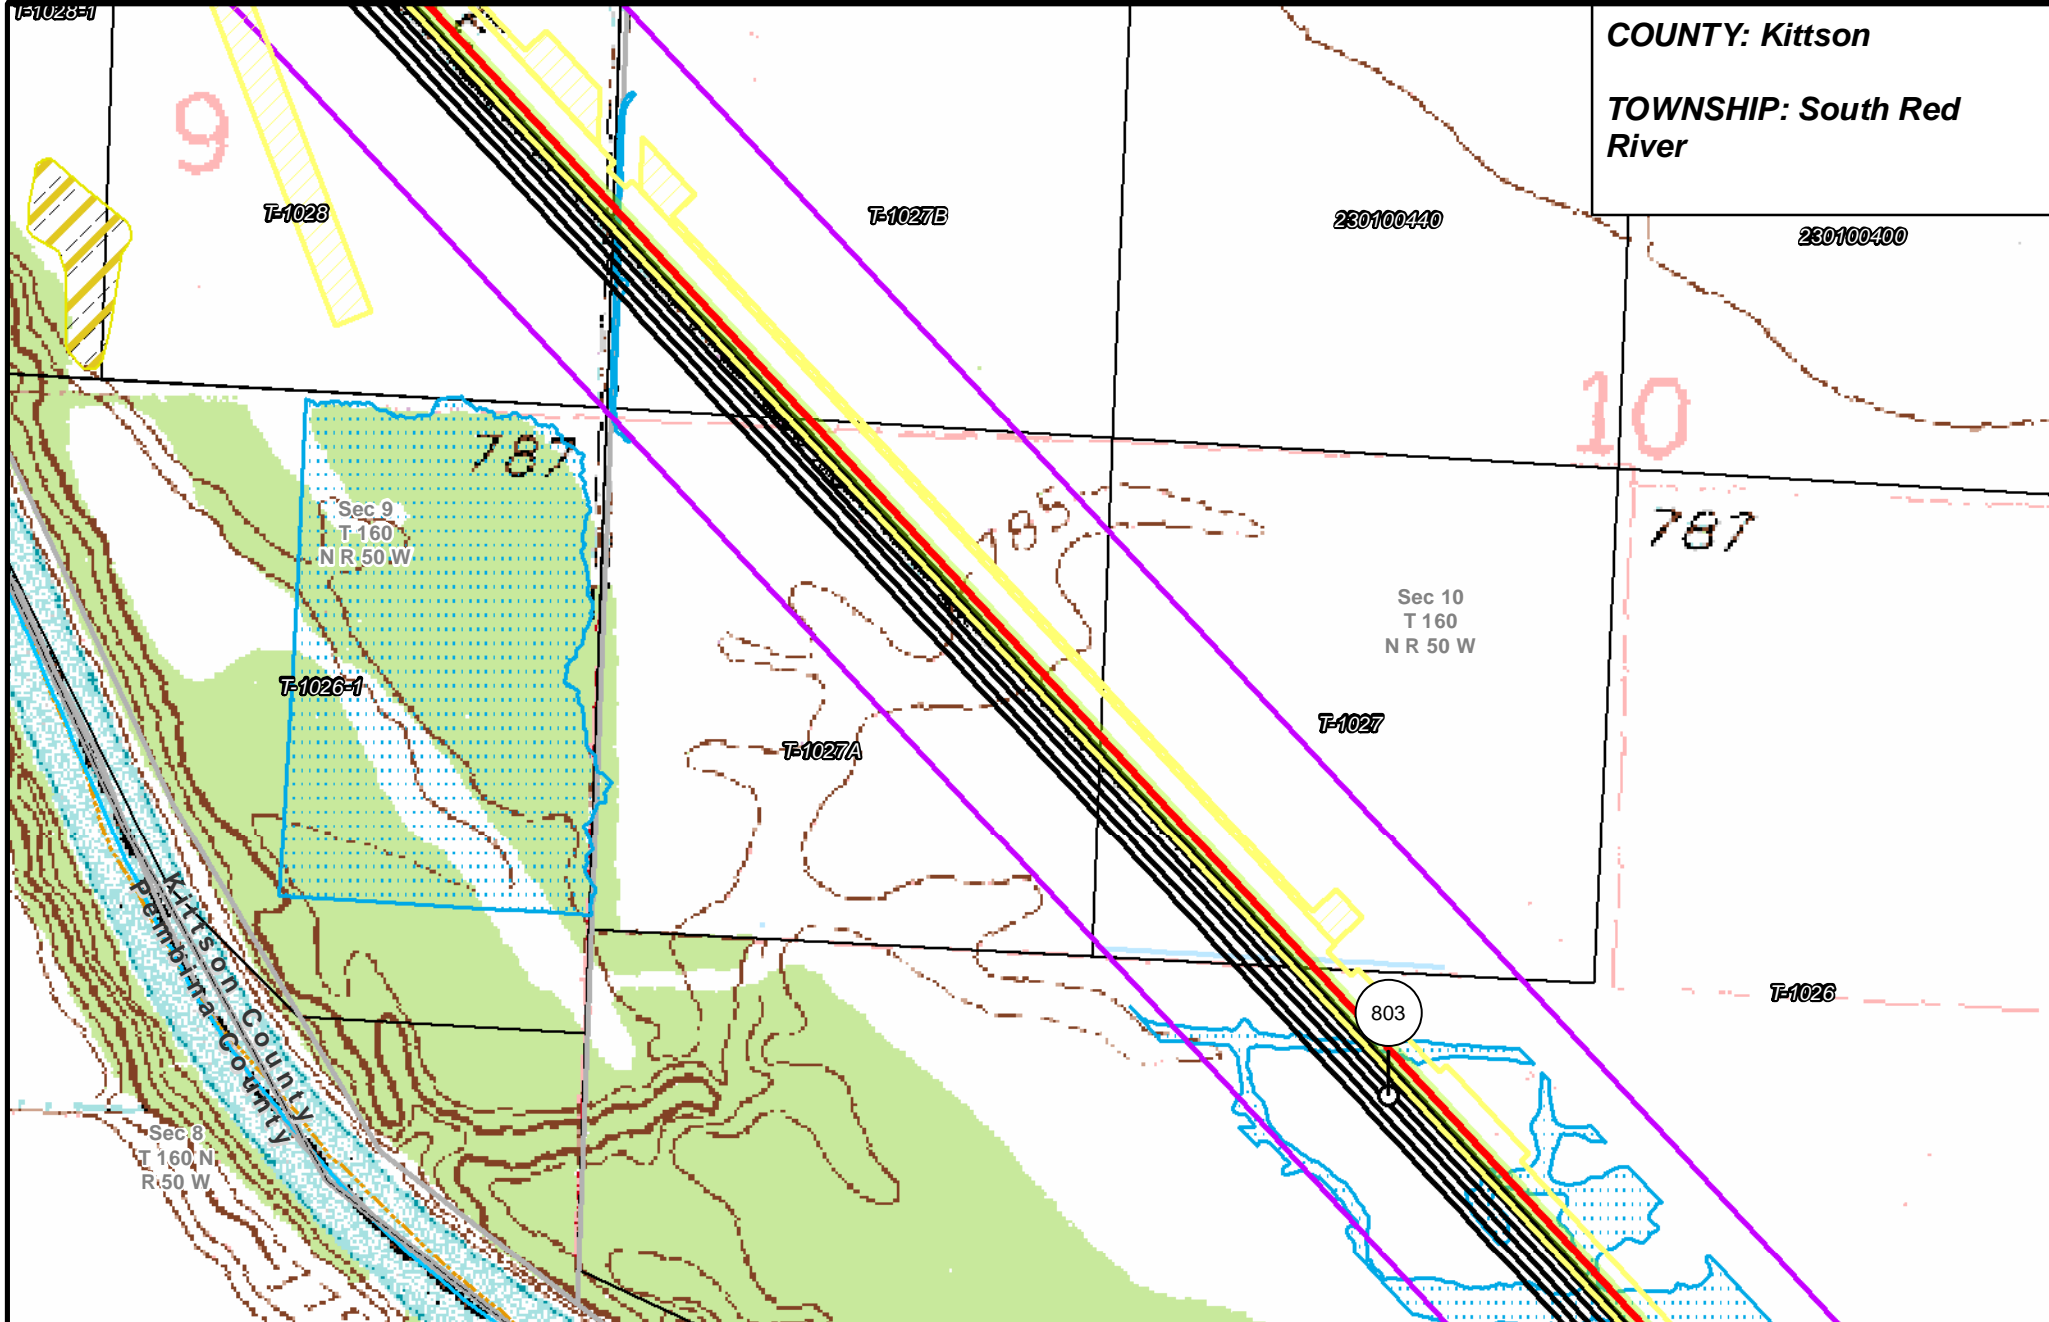 T-1028-1
COUNTY: Kittson
TOWNSHIP: South Red
River
9
T-1028
T-1027B
230100440
230100400
10
787
785
787
Sec 9
T 160
N R 50 W
Sec 10
T 160
N R 50 W
T-1026-1
T-1027A
T-1027
T-1026
803
Kittson County
Pembina County
Sec 8
T 160 N
R 50 W